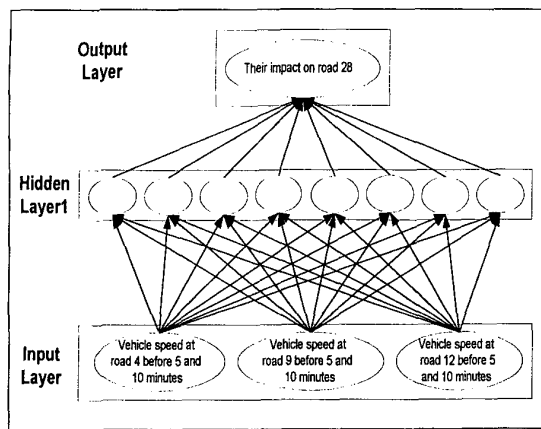 Output
Layer
Their impact on road 28
Hidden
Layer1
Input
Layer
Vehicle speed at
road 4 before 5 and
10 minutes
Vehicle speed at
road 9 before 5 and
10 minutes
Vehicle speed at
road 12 before 5
and 10 minutes